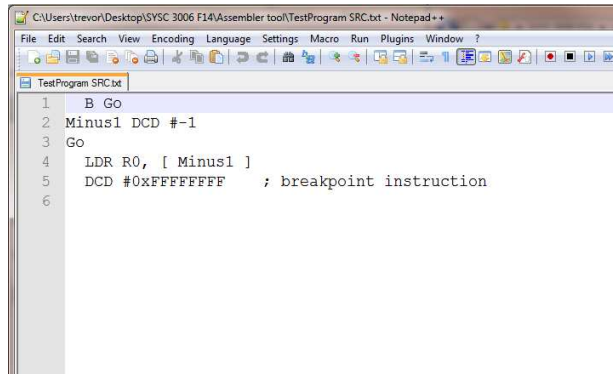 C:\Users\trevor\Desktop\SYSC 3006 F14\Assembler tool\TestProgram SRC.txt - Notepad++
File Edit Search View Encoding Language Settings Macro Run Plugins Window ?
TestProgram SRC.txt
1 B Go
2 Minus1 DCD #-1
3 Go
4 LDR R0, [ Minus1 ]
5 DCD #0xFFFFFFFF ; breakpoint instruction
6